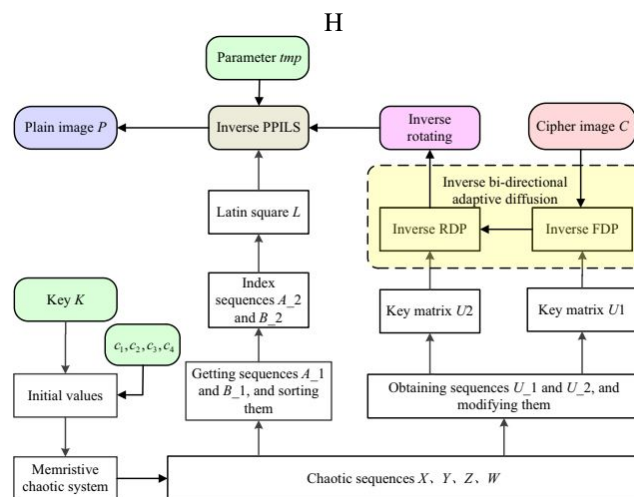 H
Parameter tmp
Plain image P
Inverse PPILS
Inverse
rotating
Cipher image C
Inverse bi-directional
adaptive diffusion
Latin square L
Inverse RDP
Inverse FDP
Index
sequences A_2
and B_2
Key K
Key matrix U2
Key matrix U1
c₁,c₂,c₃,c₄
Getting sequences A_1
and B_1, and sorting
them
Initial values
Obtaining sequences U_1 and U_2, and
modifying them
Memristive
chaotic system
Chaotic sequences X、Y、Z、W